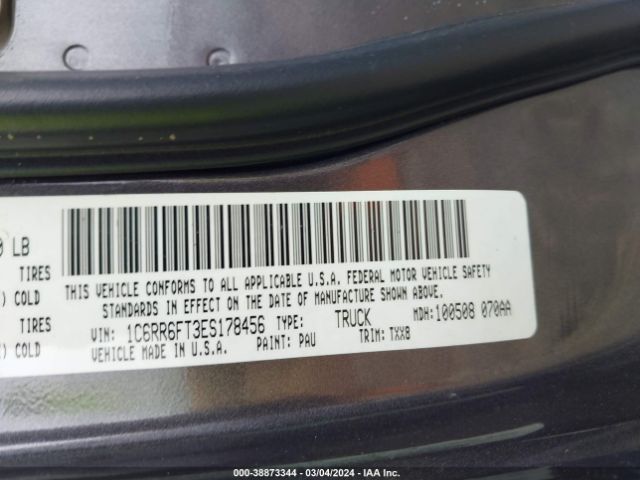 0 LB
TIRES
) COLD
TIRES
) COLD
THIS VEHICLE CONFORMS TO ALL APPLICABLE U.S.A. FEDERAL MOTOR VEHICLE SAFETY
STANDARDS IN EFFECT ON THE DATE OF MANUFACTURE SHOWN ABOVE.
VIN: 1C6RR6FT3ES178456 TYPE: TRUCK MDH: 100508 070AA
VEHICLE MADE IN U.S.A. PAINT: PAU TRIM: TXXB
000-38873344 - 03/04/2024 - IAA Inc.